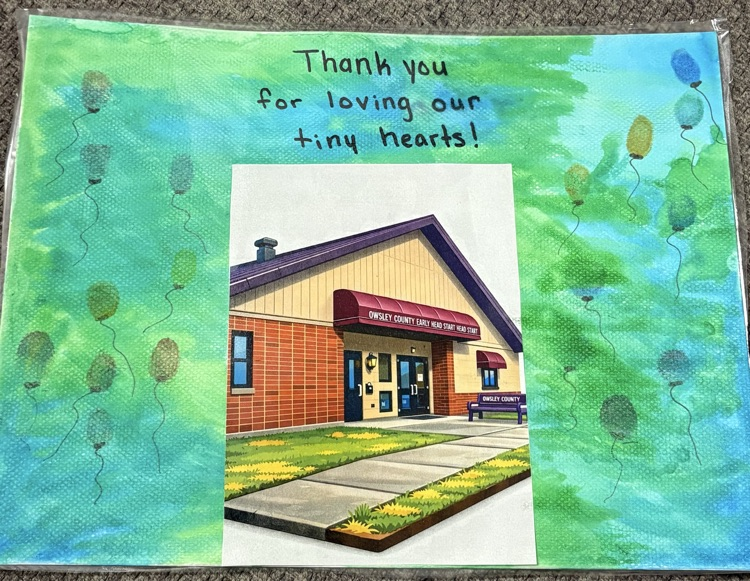 Thank you
for loving our
tiny hearts!
OWSLEY COUNTY EARLY HEAD START HEAD START
OWSLEY COUNTY